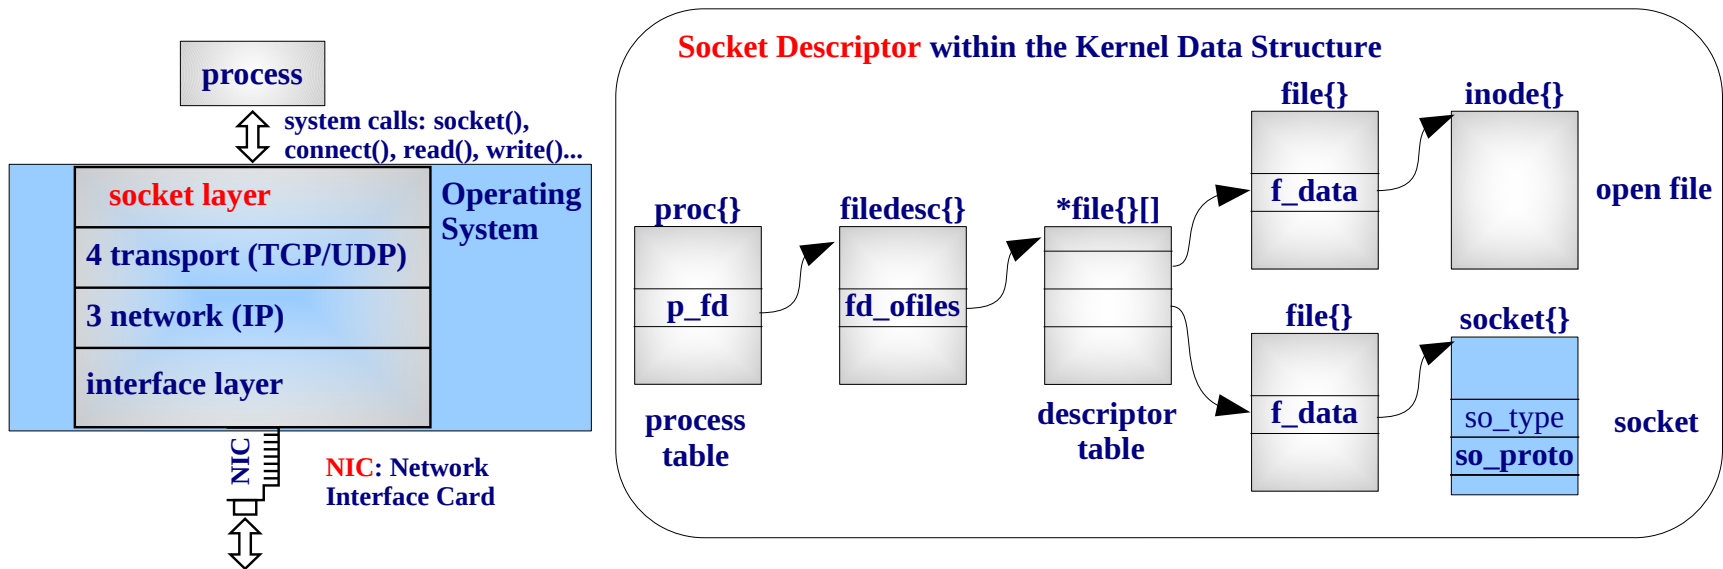 process
system calls: socket(),
connect(), read(), write()...
socket layer
Operating
System
4 transport (TCP/UDP)
3 network (IP)
interface layer
NIC
NIC: Network
Interface Card
Socket Descriptor within the Kernel Data Structure
proc{}
p_fd
process
table
filedesc{}
fd_ofiles
*file{}[]
descriptor
table
file{}
f_data
inode{}
open file
file{}
f_data
socket{}
so_type
so_proto
socket